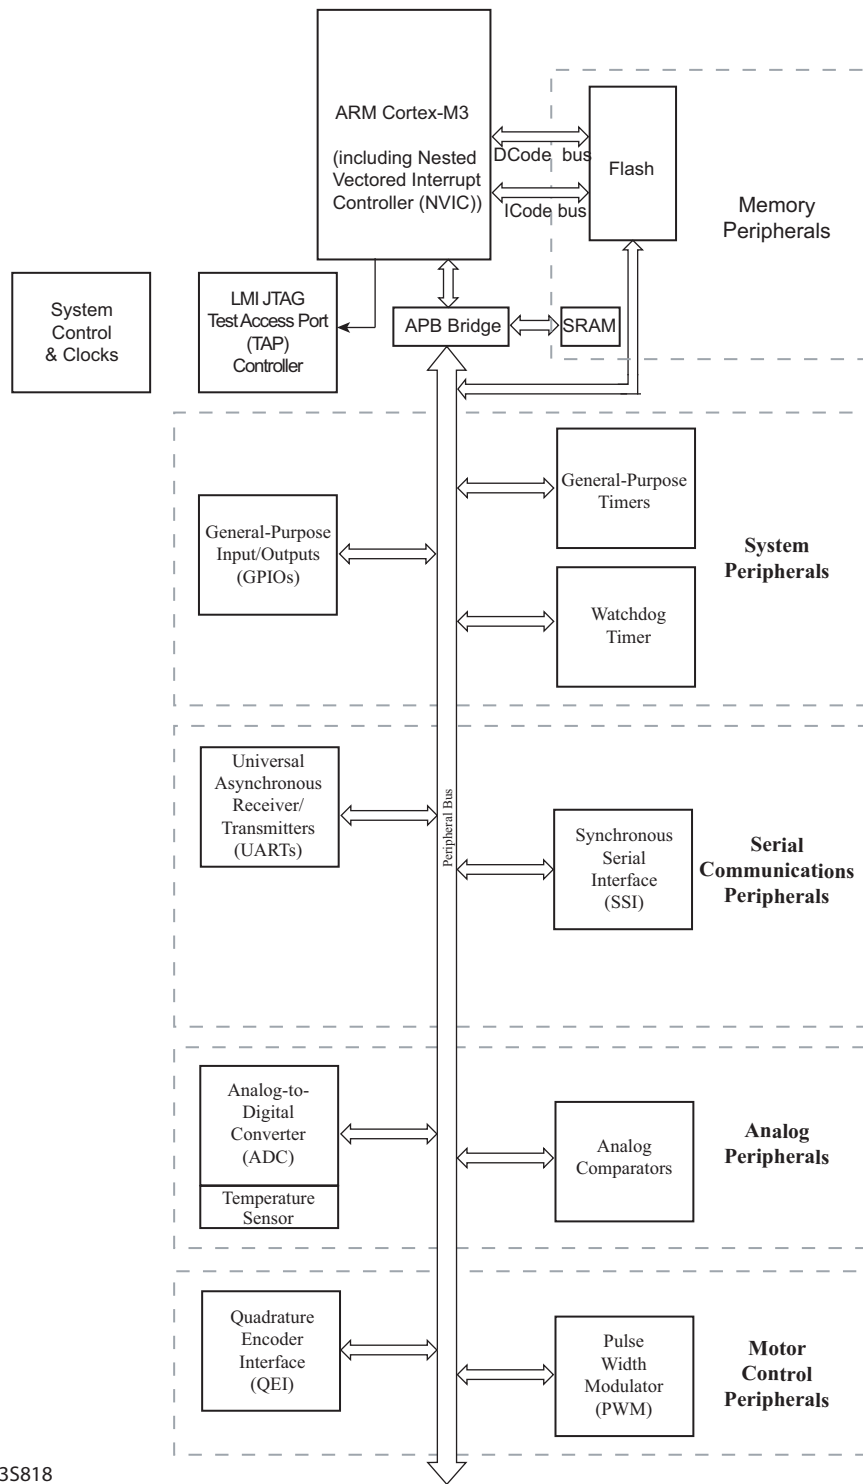 ARM Cortex-M3
(including Nested
Vectored Interrupt
Controller (NVIC))
DCode bus
ICode bus
Flash
Memory
Peripherals
System
Control
& Clocks
LMI JTAG
Test Access Port
(TAP)
Controller
APB Bridge
SRAM
General-Purpose
Timers
General-Purpose
Input/Outputs
(GPIOs)
System
Peripherals
Watchdog
Timer
Universal
Asynchronous
Receiver/
Transmitters
(UARTs)
Peripheral Bus
Synchronous
Serial
Interface
(SSI)
Serial
Communications
Peripherals
Analog-to-
Digital
Converter
(ADC)
Temperature
Sensor
Analog
Comparators
Analog
Peripherals
Quadrature
Encoder
Interface
(QEI)
Pulse
Width
Modulator
(PWM)
Motor
Control
Peripherals
3S818